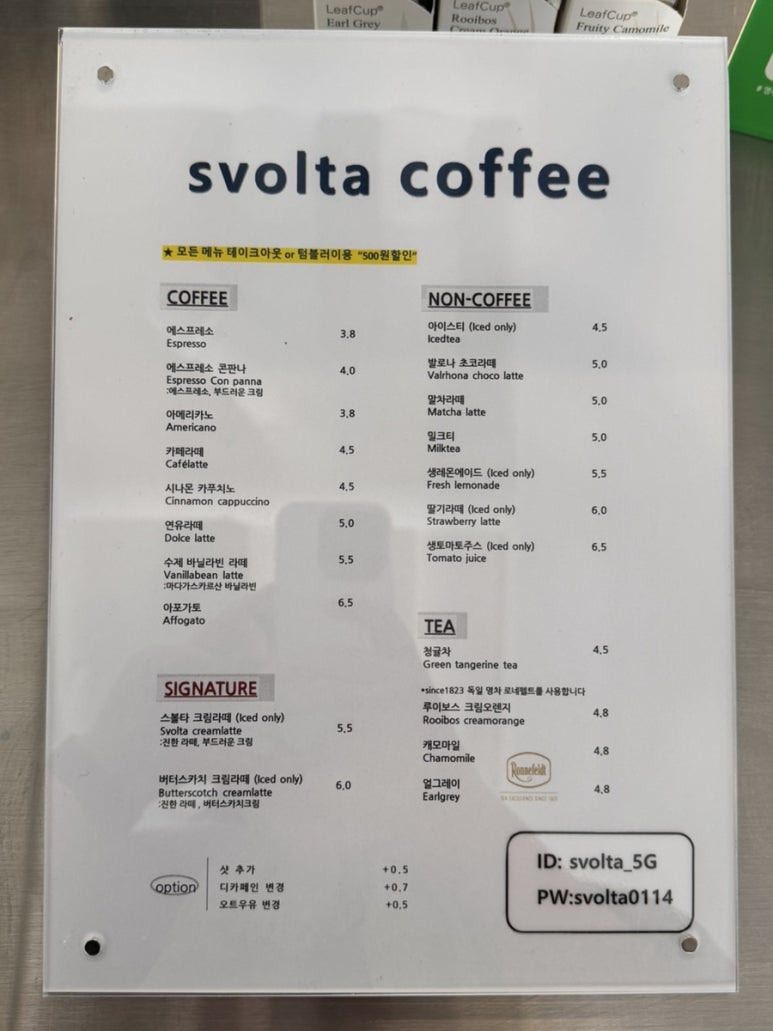 LeafCup®
Earl Grey
LeafCup®
Rooibos
Cream Orange
LeafCup®
Fruity Camomile
svolta coffee
★ 모든 메뉴 테이크아웃 or 텀블러이용 "500원할인"
COFFEE
에스프레소 3.8
Espresso
에스프레소 콘판나 4.0
Espresso Con panna
:에스프레소, 부드러운 크림
아메리카노 3.8
Americano
카페라떼 4.5
Cafélatte
시나몬 카푸치노 4.5
Cinnamon cappuccino
연유라떼 5.0
Dolce latte
수제 바닐라빈 라떼 5.5
Vanillabean latte
:마다가스카르산 바닐라빈
아포가토 6.5
Affogato
SIGNATURE
스볼타 크림라떼 (Iced only)
Svolta creamlatte 5.5
:진한 라떼, 부드러운 크림
버터스카치 크림라떼 (Iced only)
Butterscotch creamlatte 6.0
:진한 라떼 , 버터스카치크림
NON-COFFEE
아이스티 (Iced only) 4.5
Icedtea
발로나 초코라떼 5.0
Valrhona choco latte
말차라떼 5.0
Matcha latte
밀크티 5.0
Milktea
생레몬에이드 (Iced only) 5.5
Fresh lemonade
딸기라떼 (Iced only) 6.0
Strawberry latte
생토마토주스 (Iced only) 6.5
Tomato juice
TEA
청귤차 4.5
Green tangerine tea
*since1823 독일 명차 로네펠트를 사용합니다
루이보스 크림오렌지 4.8
Rooibos creamorange
캐모마일 4.8
Chamomile
얼그레이 4.8
Earlgrey
Ronnefeldt
option
샷 추가 +0.5
디카페인 변경 +0.7
오트우유 변경 +0.5
ID: svolta_5G
PW:svolta0114